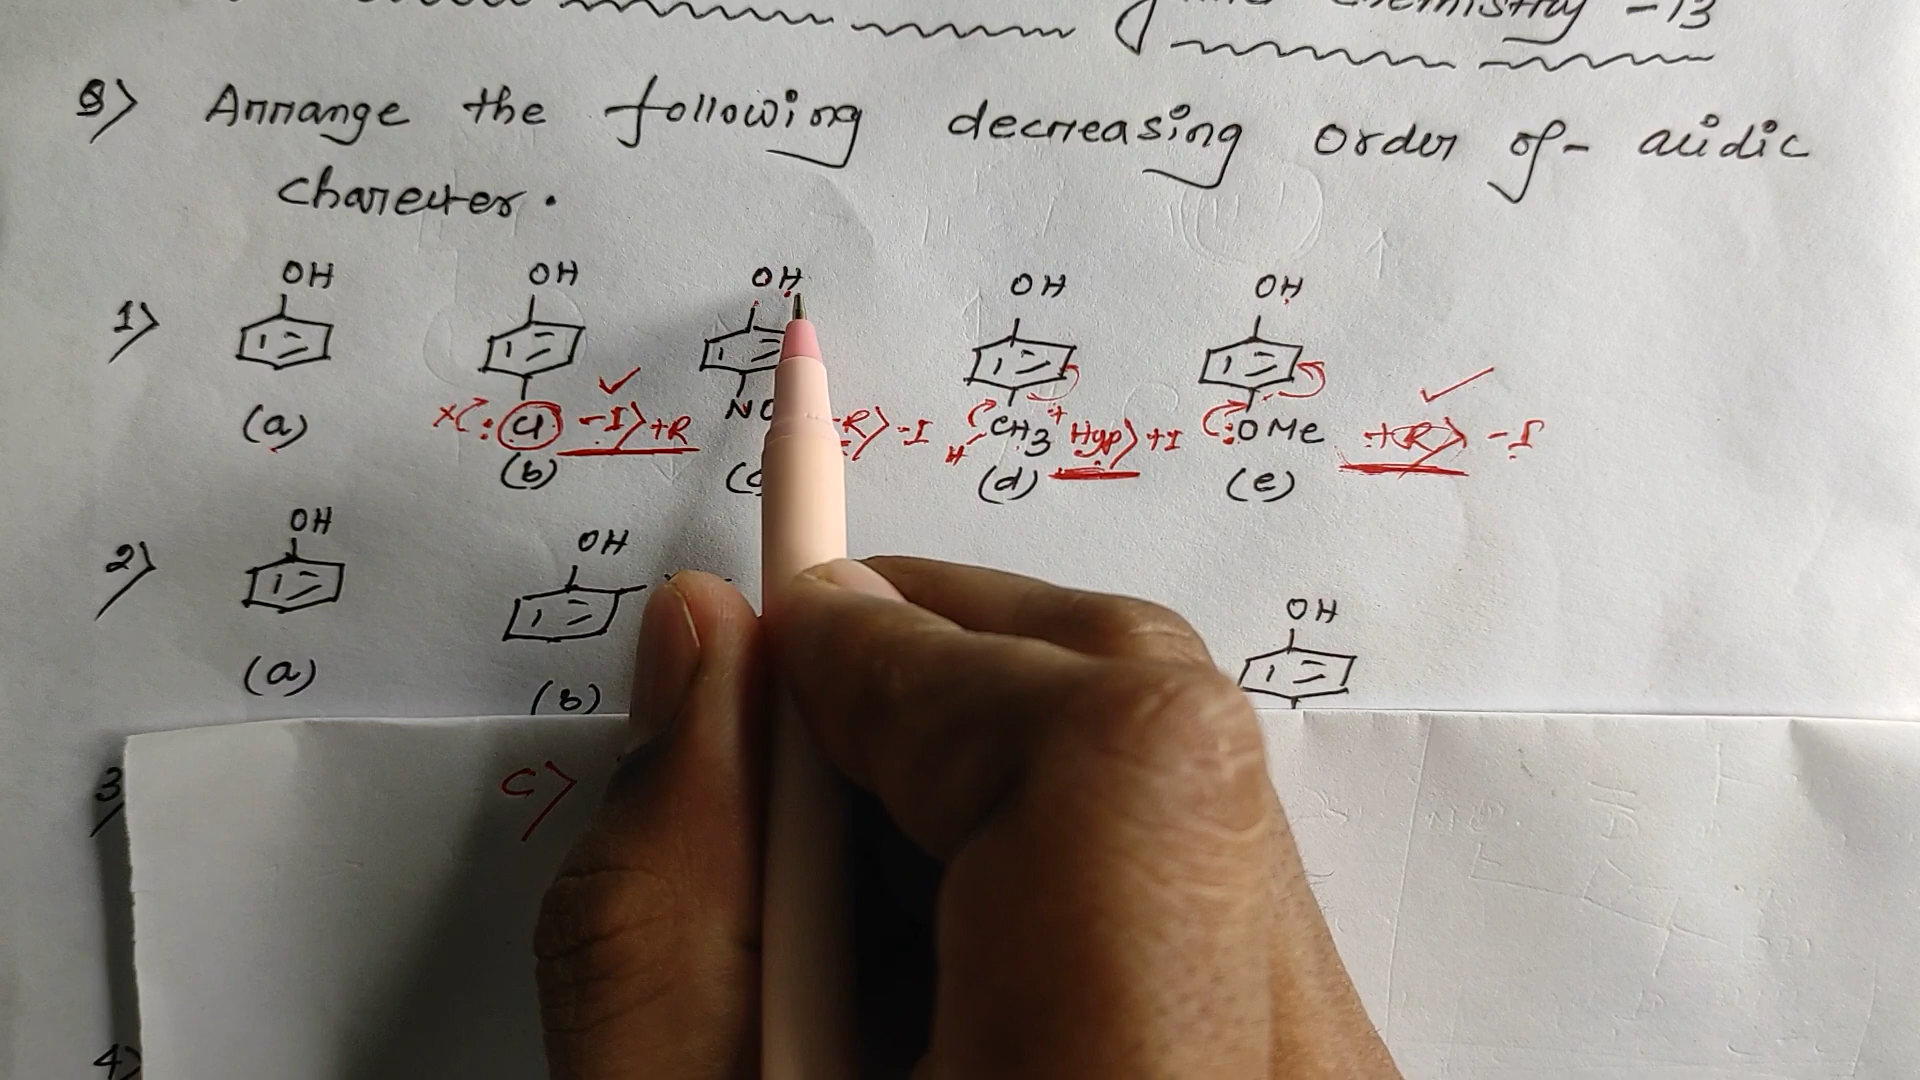 Chemistry - 13
Q> Arrange the following decreasing order of- acidic
charecter.
OH OH OH OH OH
1>
x : Cl -I>+R NO -R>-I H CH3 + Hyp>+I :OMe +R>-I
(a) (b) (c (d) (e)
2> OH OH OH
(a) (b)
3 c>
4)